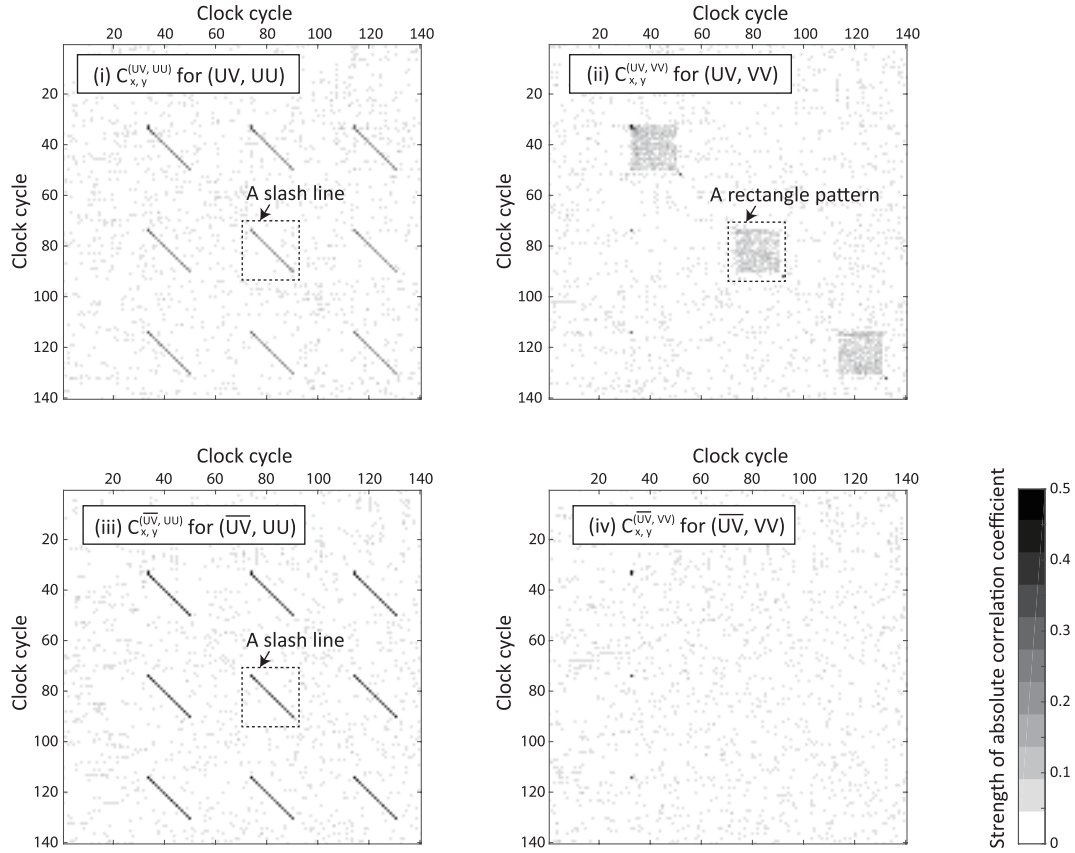 Clock cycle
20 40 60 80 100 120 140
(i) C x, y (UV, UU) for (UV, UU)
20
40
60
80
100
120
140
Clock cycle
A slash line
Clock cycle
20 40 60 80 100 120 140
(ii) C x, y (UV, VV) for (UV, VV)
20
40
60
80
100
120
140
Clock cycle
A rectangle pattern
Clock cycle
20 40 60 80 100 120 140
(iii) C x, y (U̅V̅, UU) for (U̅V̅, UU)
20
40
60
80
100
120
140
Clock cycle
A slash line
Clock cycle
20 40 60 80 100 120 140
(iv) C x, y (U̅V̅, VV) for (U̅V̅, VV)
20
40
60
80
100
120
140
Clock cycle
Strength of absolute correlation coefficient
0.5
0.4
0.3
0.2
0.1
0